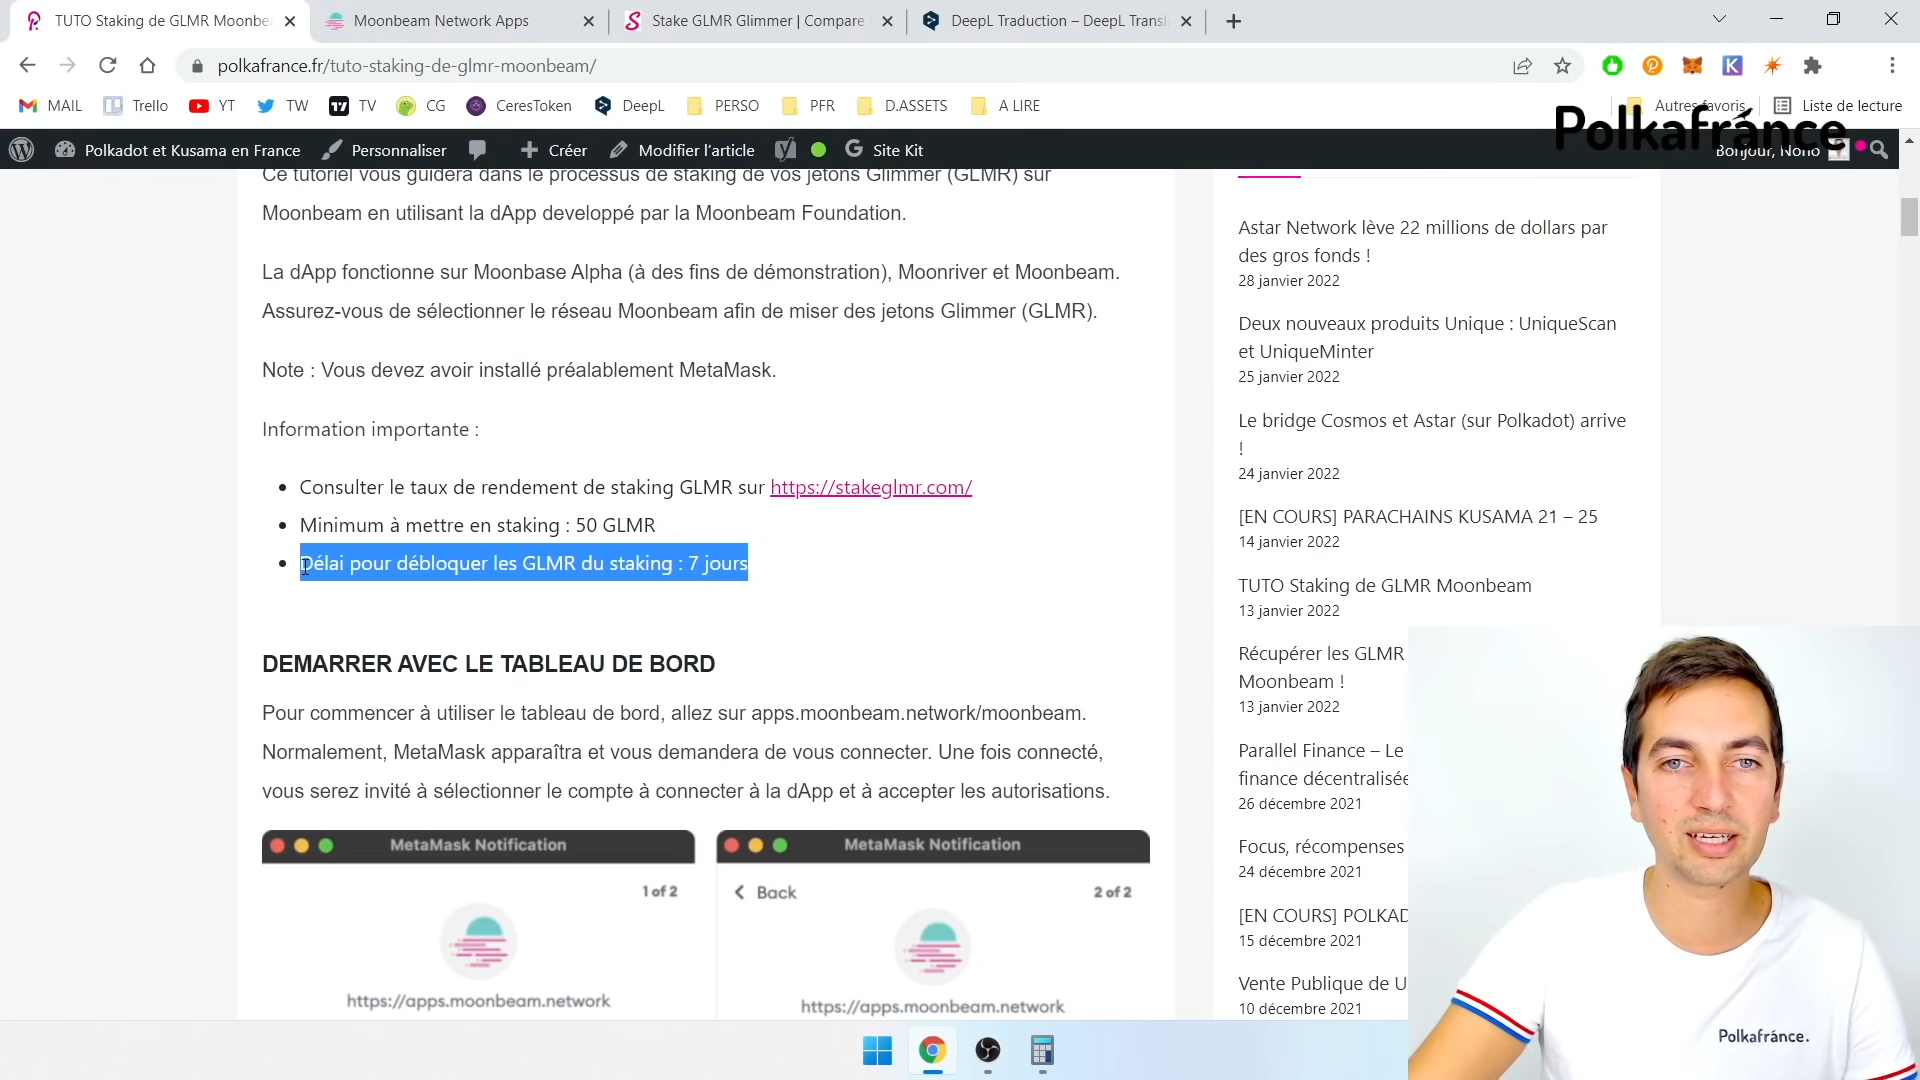 TUTO Staking de GLMR Moonbe
Moonbeam Network Apps
Stake GLMR Glimmer | Compare
DeepL Traduction – DeepL Transl
polkafrance.fr/tuto-staking-de-glmr-moonbeam/
MAIL
Trello
YT
TW
TV
CG
CeresToken
DeepL
PERSO
PFR
D.ASSETS
A LIRE
Autres favoris
Liste de lecture
Polkafránce
Polkadot et Kusama en France
Personnaliser
Créer
Modifier l’article
Site Kit
Bonjour, Nono
Ce tutoriel vous guidera dans le processus de staking de vos jetons Glimmer (GLMR) sur
Moonbeam en utilisant la dApp developpé par la Moonbeam Foundation.
La dApp fonctionne sur Moonbase Alpha (à des fins de démonstration), Moonriver et Moonbeam.
Assurez-vous de sélectionner le réseau Moonbeam afin de miser des jetons Glimmer (GLMR).
Note : Vous devez avoir installé préalablement MetaMask.
Information importante :
Consulter le taux de rendement de staking GLMR sur https://stakeglmr.com/
Minimum à mettre en staking : 50 GLMR
Délai pour débloquer les GLMR du staking : 7 jours
DEMARRER AVEC LE TABLEAU DE BORD
Pour commencer à utiliser le tableau de bord, allez sur apps.moonbeam.network/moonbeam.
Normalement, MetaMask apparaîtra et vous demandera de vous connecter. Une fois connecté,
vous serez invité à sélectionner le compte à connecter à la dApp et à accepter les autorisations.
MetaMask Notification
1 of 2
https://apps.moonbeam.network
MetaMask Notification
Back
2 of 2
https://apps.moonbeam.network
Astar Network lève 22 millions de dollars par
des gros fonds !
28 janvier 2022
Deux nouveaux produits Unique : UniqueScan
et UniqueMinter
25 janvier 2022
Le bridge Cosmos et Astar (sur Polkadot) arrive
!
24 janvier 2022
[EN COURS] PARACHAINS KUSAMA 21 – 25
14 janvier 2022
TUTO Staking de GLMR Moonbeam
13 janvier 2022
Récupérer les GLMR
Moonbeam !
13 janvier 2022
Parallel Finance – Le
finance décentralisée
26 décembre 2021
Focus, récompenses
24 décembre 2021
[EN COURS] POLKAD
15 décembre 2021
Vente Publique de U
10 décembre 2021
Polkafránce.